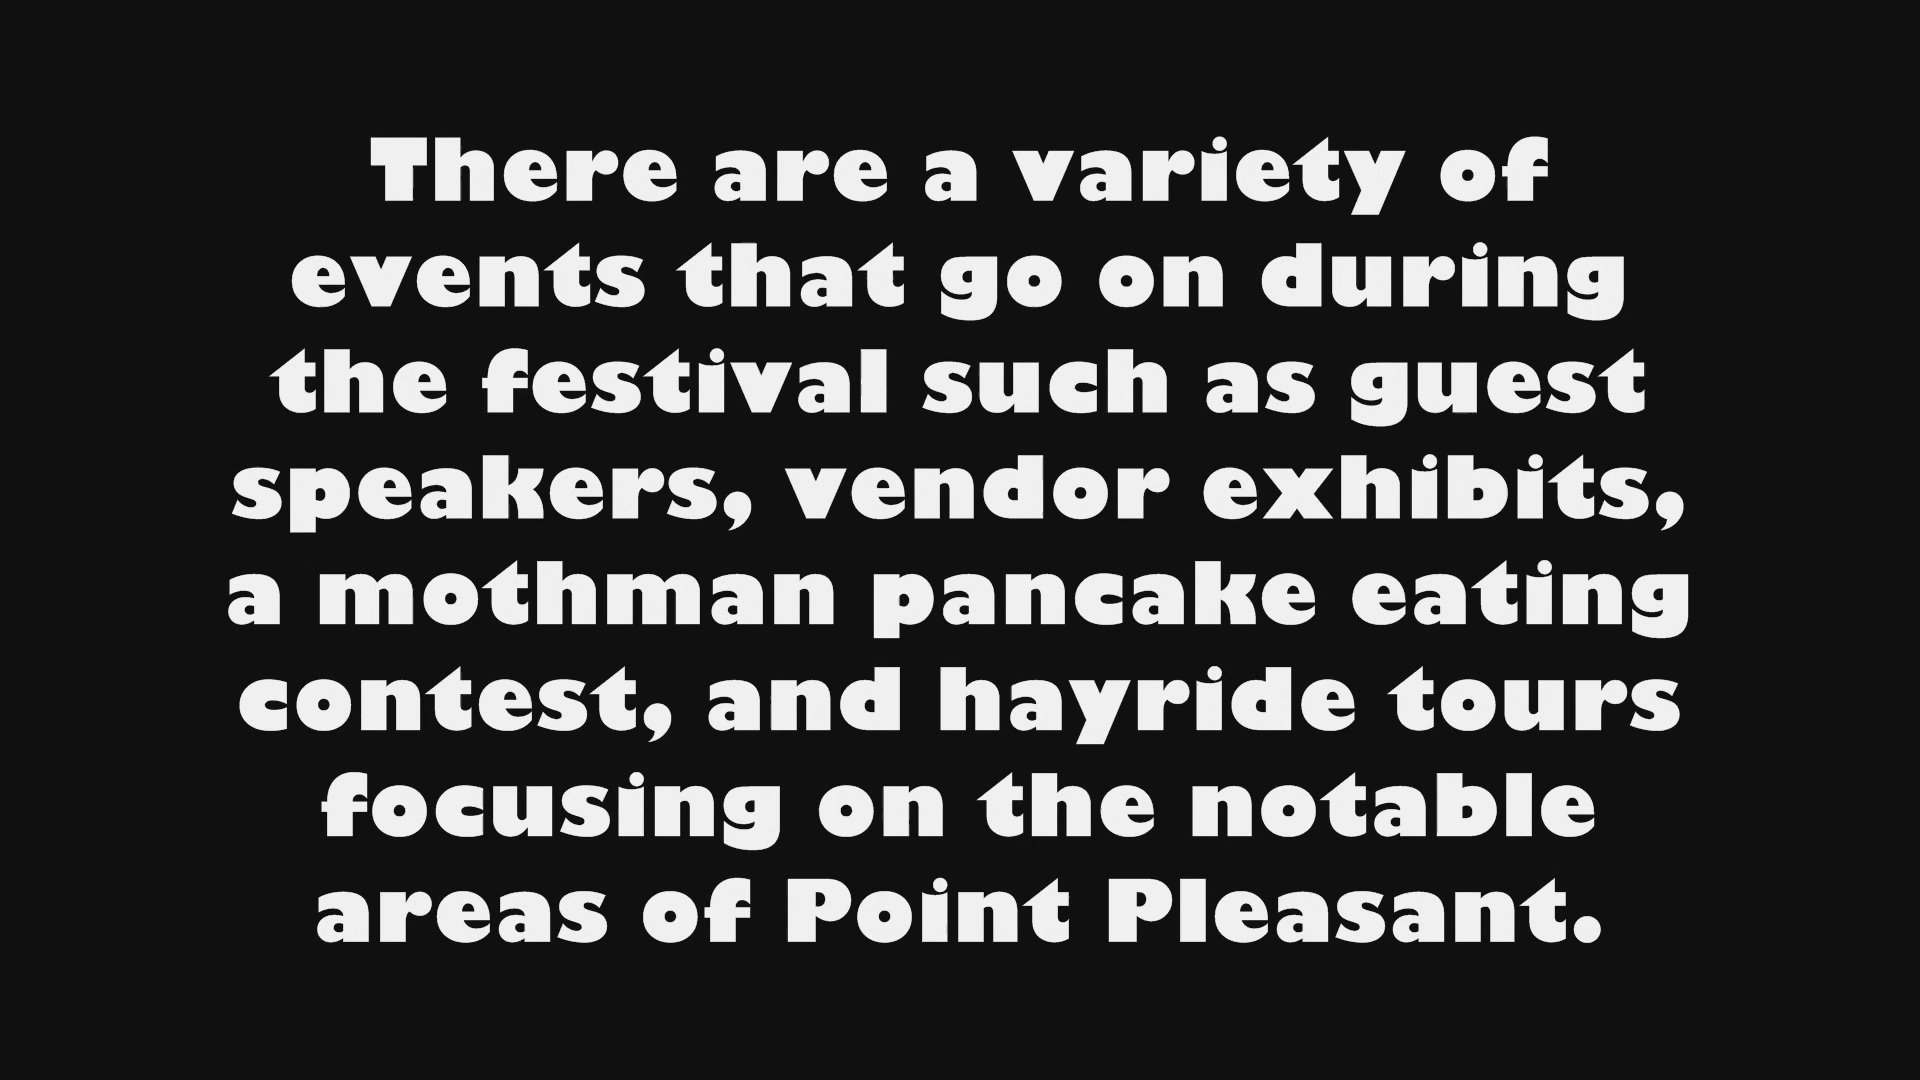 There are a variety of
events that go on during
the festival such as guest
speakers, vendor exhibits,
a mothman pancake eating
contest, and hayride tours
focusing on the notable
areas of Point Pleasant.